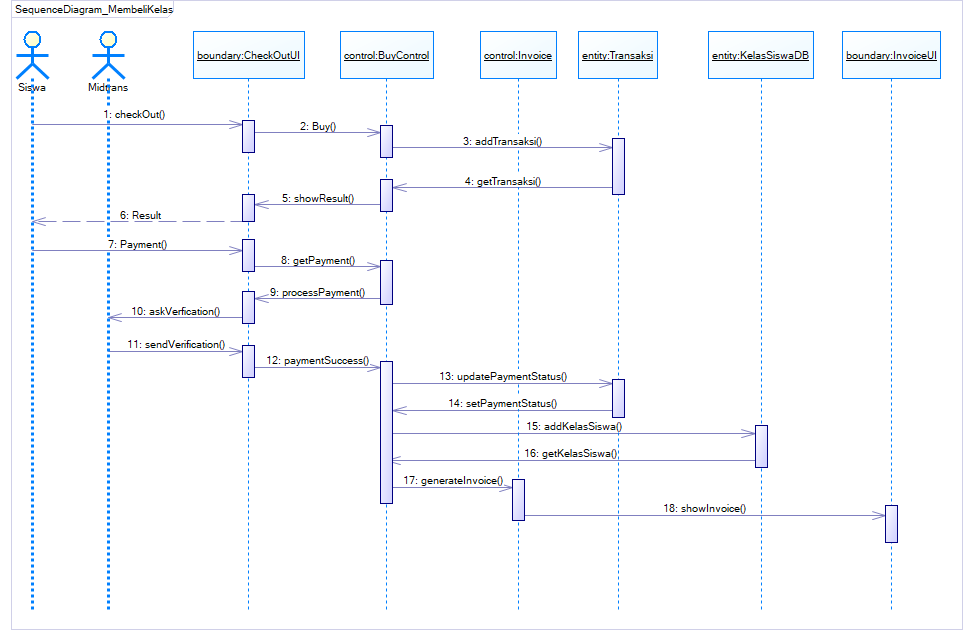 SequenceDiagram_MembeliKelas
Siswa
Midtrans
boundary:CheckOutUI
control:BuyControl
control:Invoice
entity:Transaksi
entity:KelasSiswaDB
boundary:InvoiceUI
1: checkOut()
2: Buy()
3: addTransaksi()
4: getTransaksi()
5: showResult()
6: Result
7: Payment()
8: getPayment()
9: processPayment()
10: askVerfication()
11: sendVerification()
12: paymentSuccess()
13: updatePaymentStatus()
14: setPaymentStatus()
15: addKelasSiswa()
16: getKelasSiswa()
17: generateInvoice()
18: showInvoice()